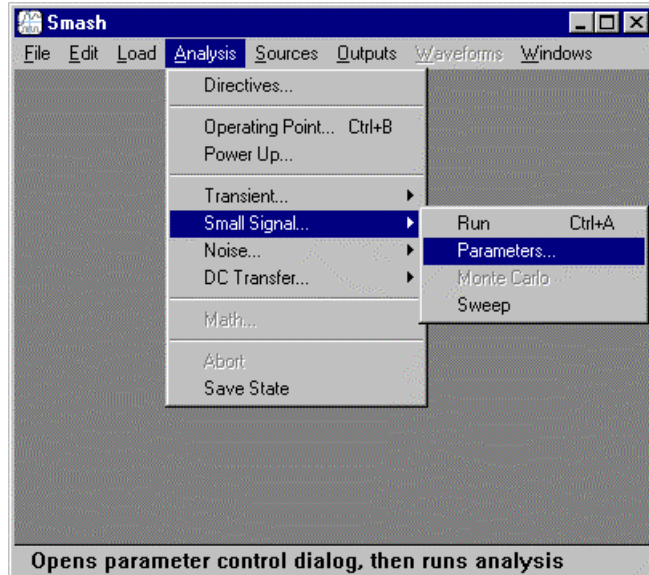 Smash
File Edit Load Analysis Sources Outputs Waveforms Windows
Directives...
Operating Point... Ctrl+B
Power Up...
Transient...
Small Signal...
Noise...
DC Transfer...
Math...
Abort
Save State
Run Ctrl+A
Parameters...
Monte Carlo
Sweep
Opens parameter control dialog, then runs analysis